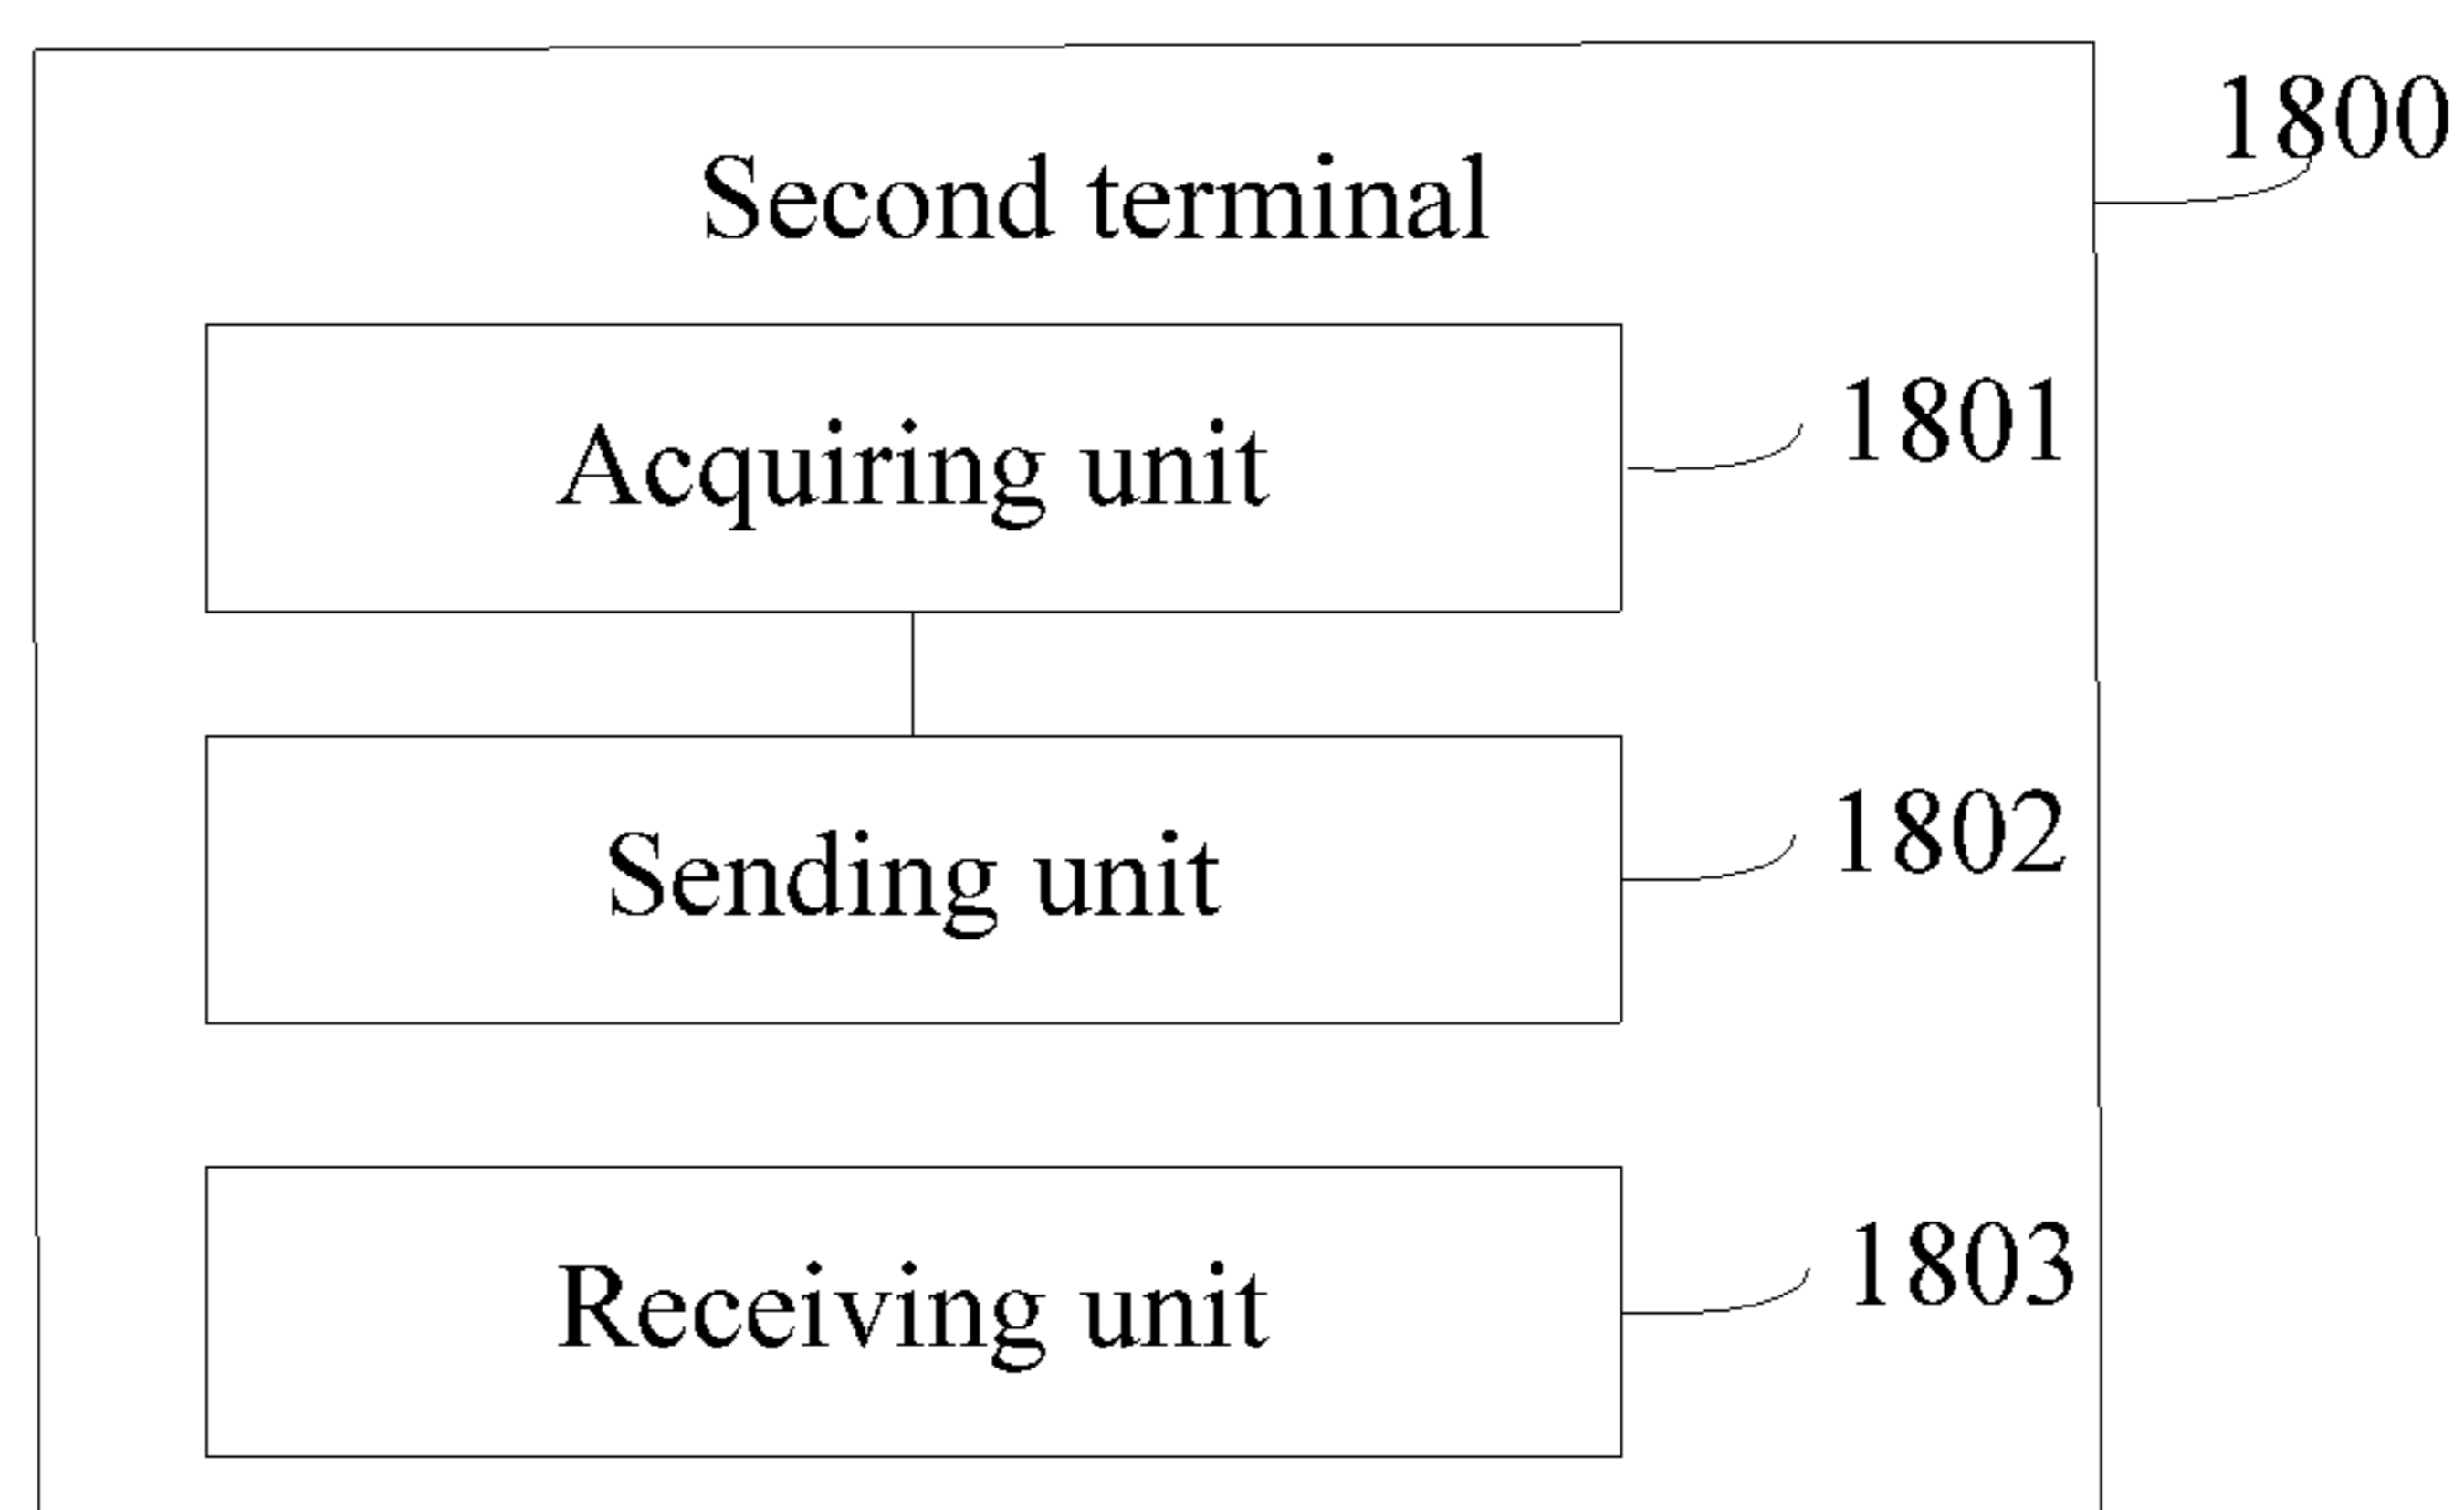 1800
Second terminal
Acquiring unit
1801
Sending unit
1802
Receiving unit
1803